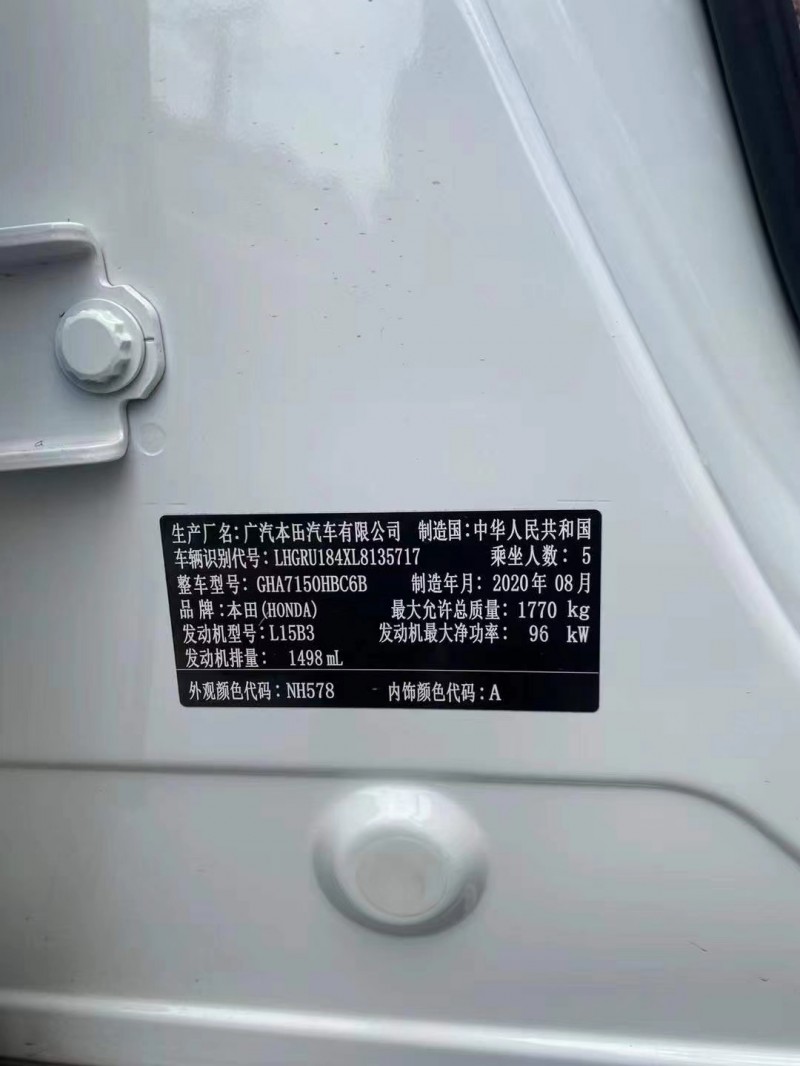 生产厂名:广汽本田汽车有限公司 制造国:中华人民共和国
车辆识别代号: LHGRU184XL8135717 乘坐人数: 5
整车型号: GHA7150HBC6B 制造年月: 2020年08月
品牌:本田(HONDA) 最大允许总质量: 1770 kg
发动机型号: L15B3 发动机最大净功率: 96 kW
发动机排量: 1498 mL
外观颜色代码: NH578 内饰颜色代码: A